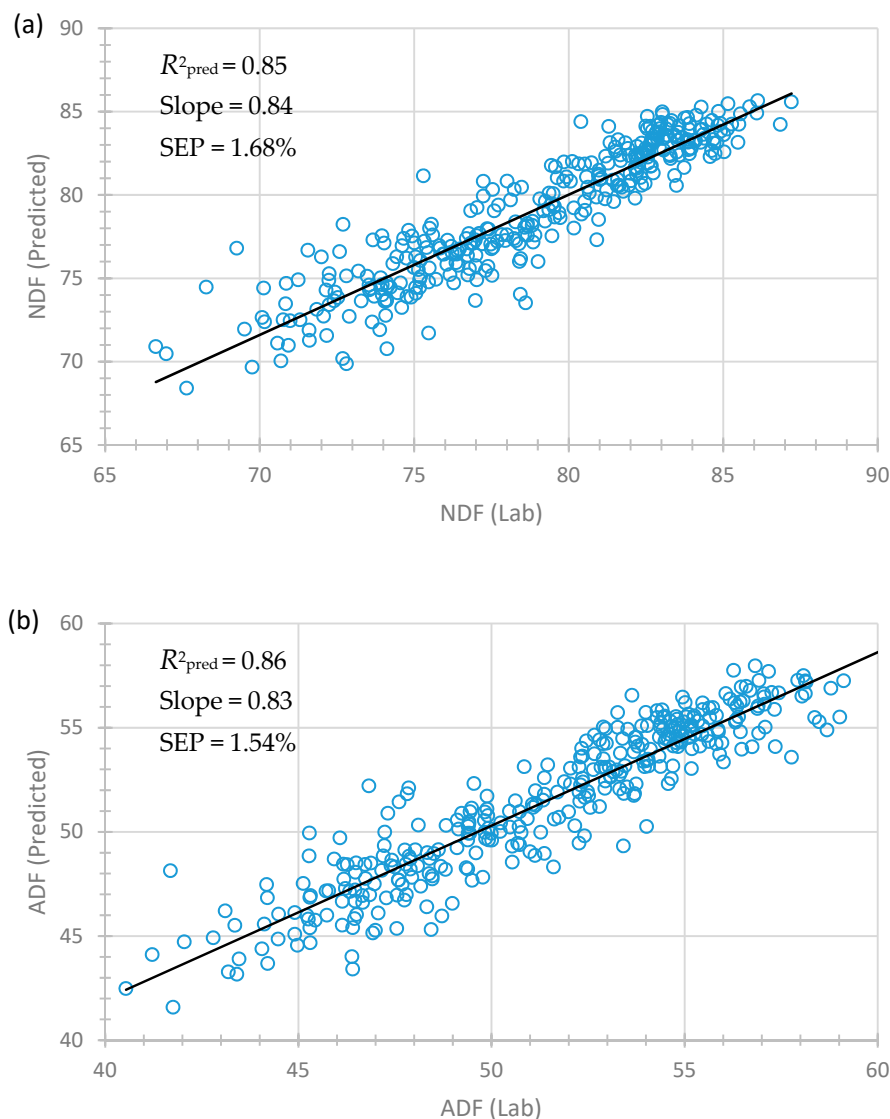 (a)
R²pred = 0.85
Slope = 0.84
SEP = 1.68%
NDF (Predicted)
90
85
80
75
70
65
65 70 75 80 85 90
NDF (Lab)
(b)
R²pred = 0.86
Slope = 0.83
SEP = 1.54%
ADF (Predicted)
60
55
50
45
40
40 45 50 55 60
ADF (Lab)